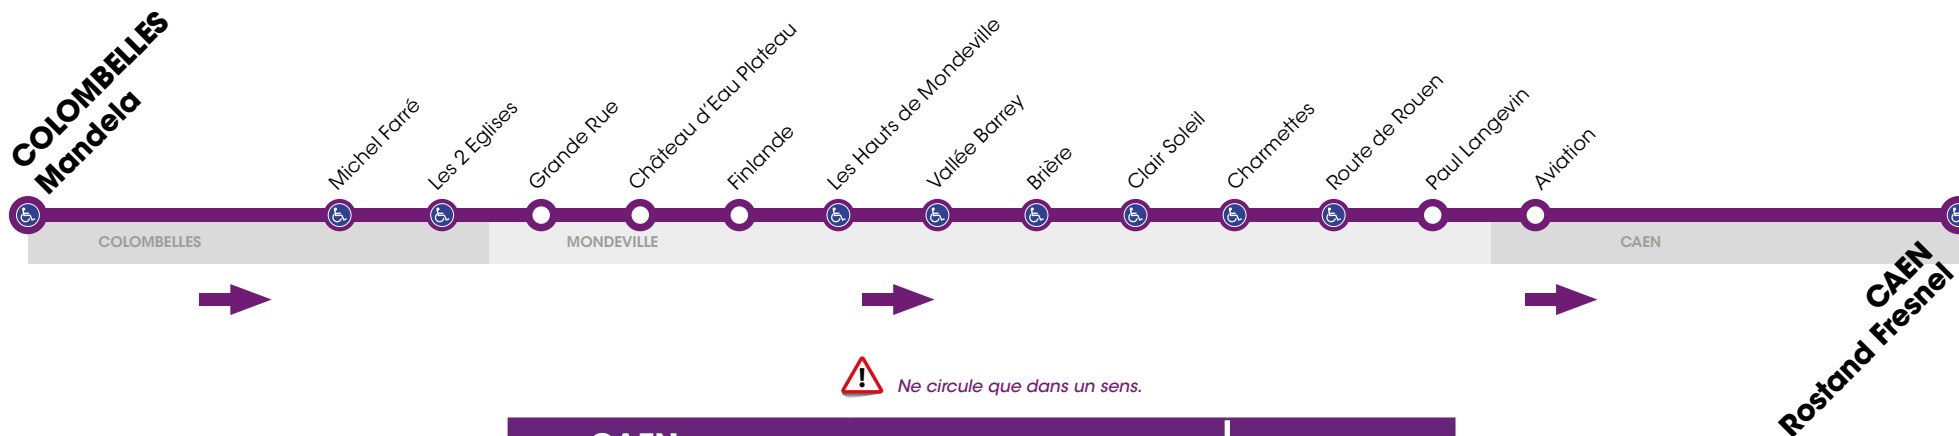 COLOMBELLES
Mandela
Michel Farré
Les 2 Eglises
Grande Rue
Château d'Eau Plateau
Finlande
Les Hauts de Mondeville
Vallée Barrey
Brière
Clair Soleil
Charmettes
Route de Rouen
Paul Langevin
Aviation
CAEN
Rostand Fresnel
COLOMBELLES
MONDEVILLE
CAEN
Ne circule que dans un sens.
CAEN